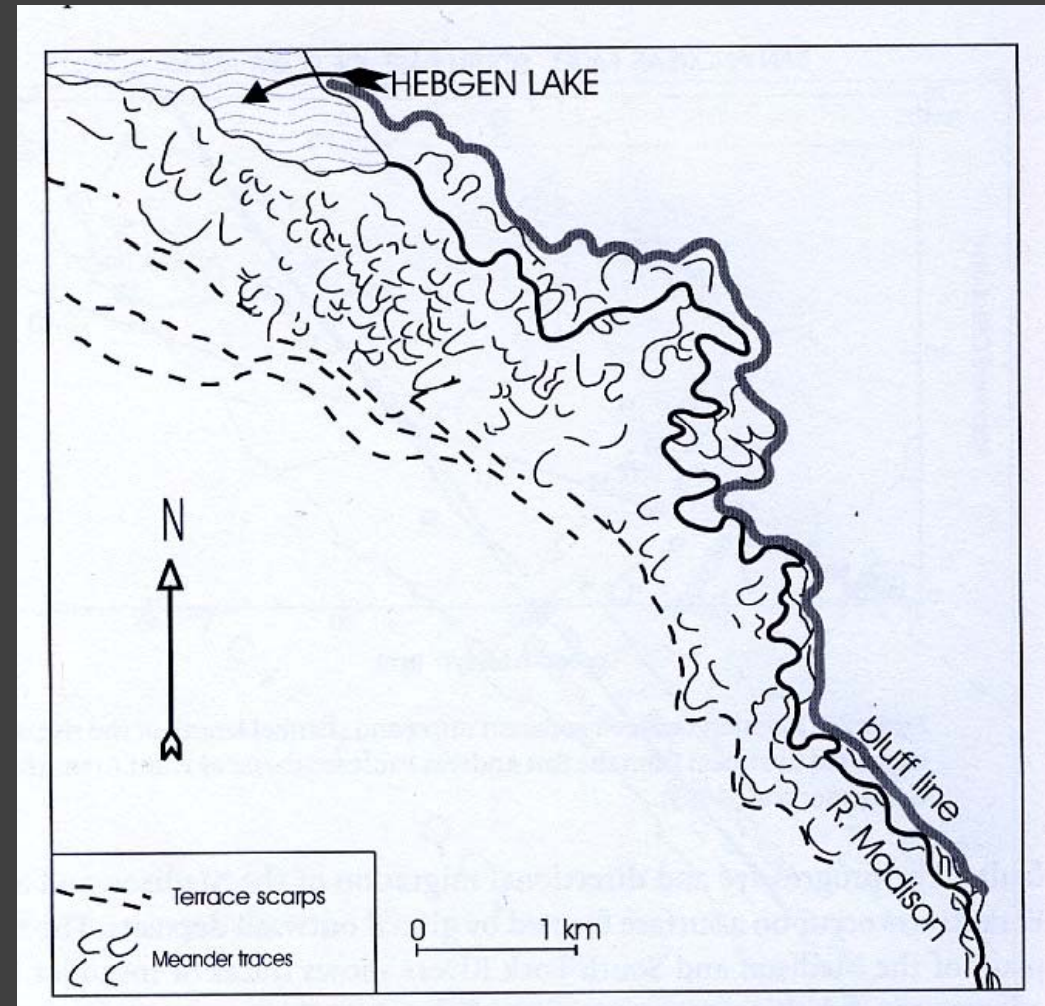 HEBGEN LAKE
N
bluff line
R. Madison
Terrace scarps
Meander traces
0 1 km